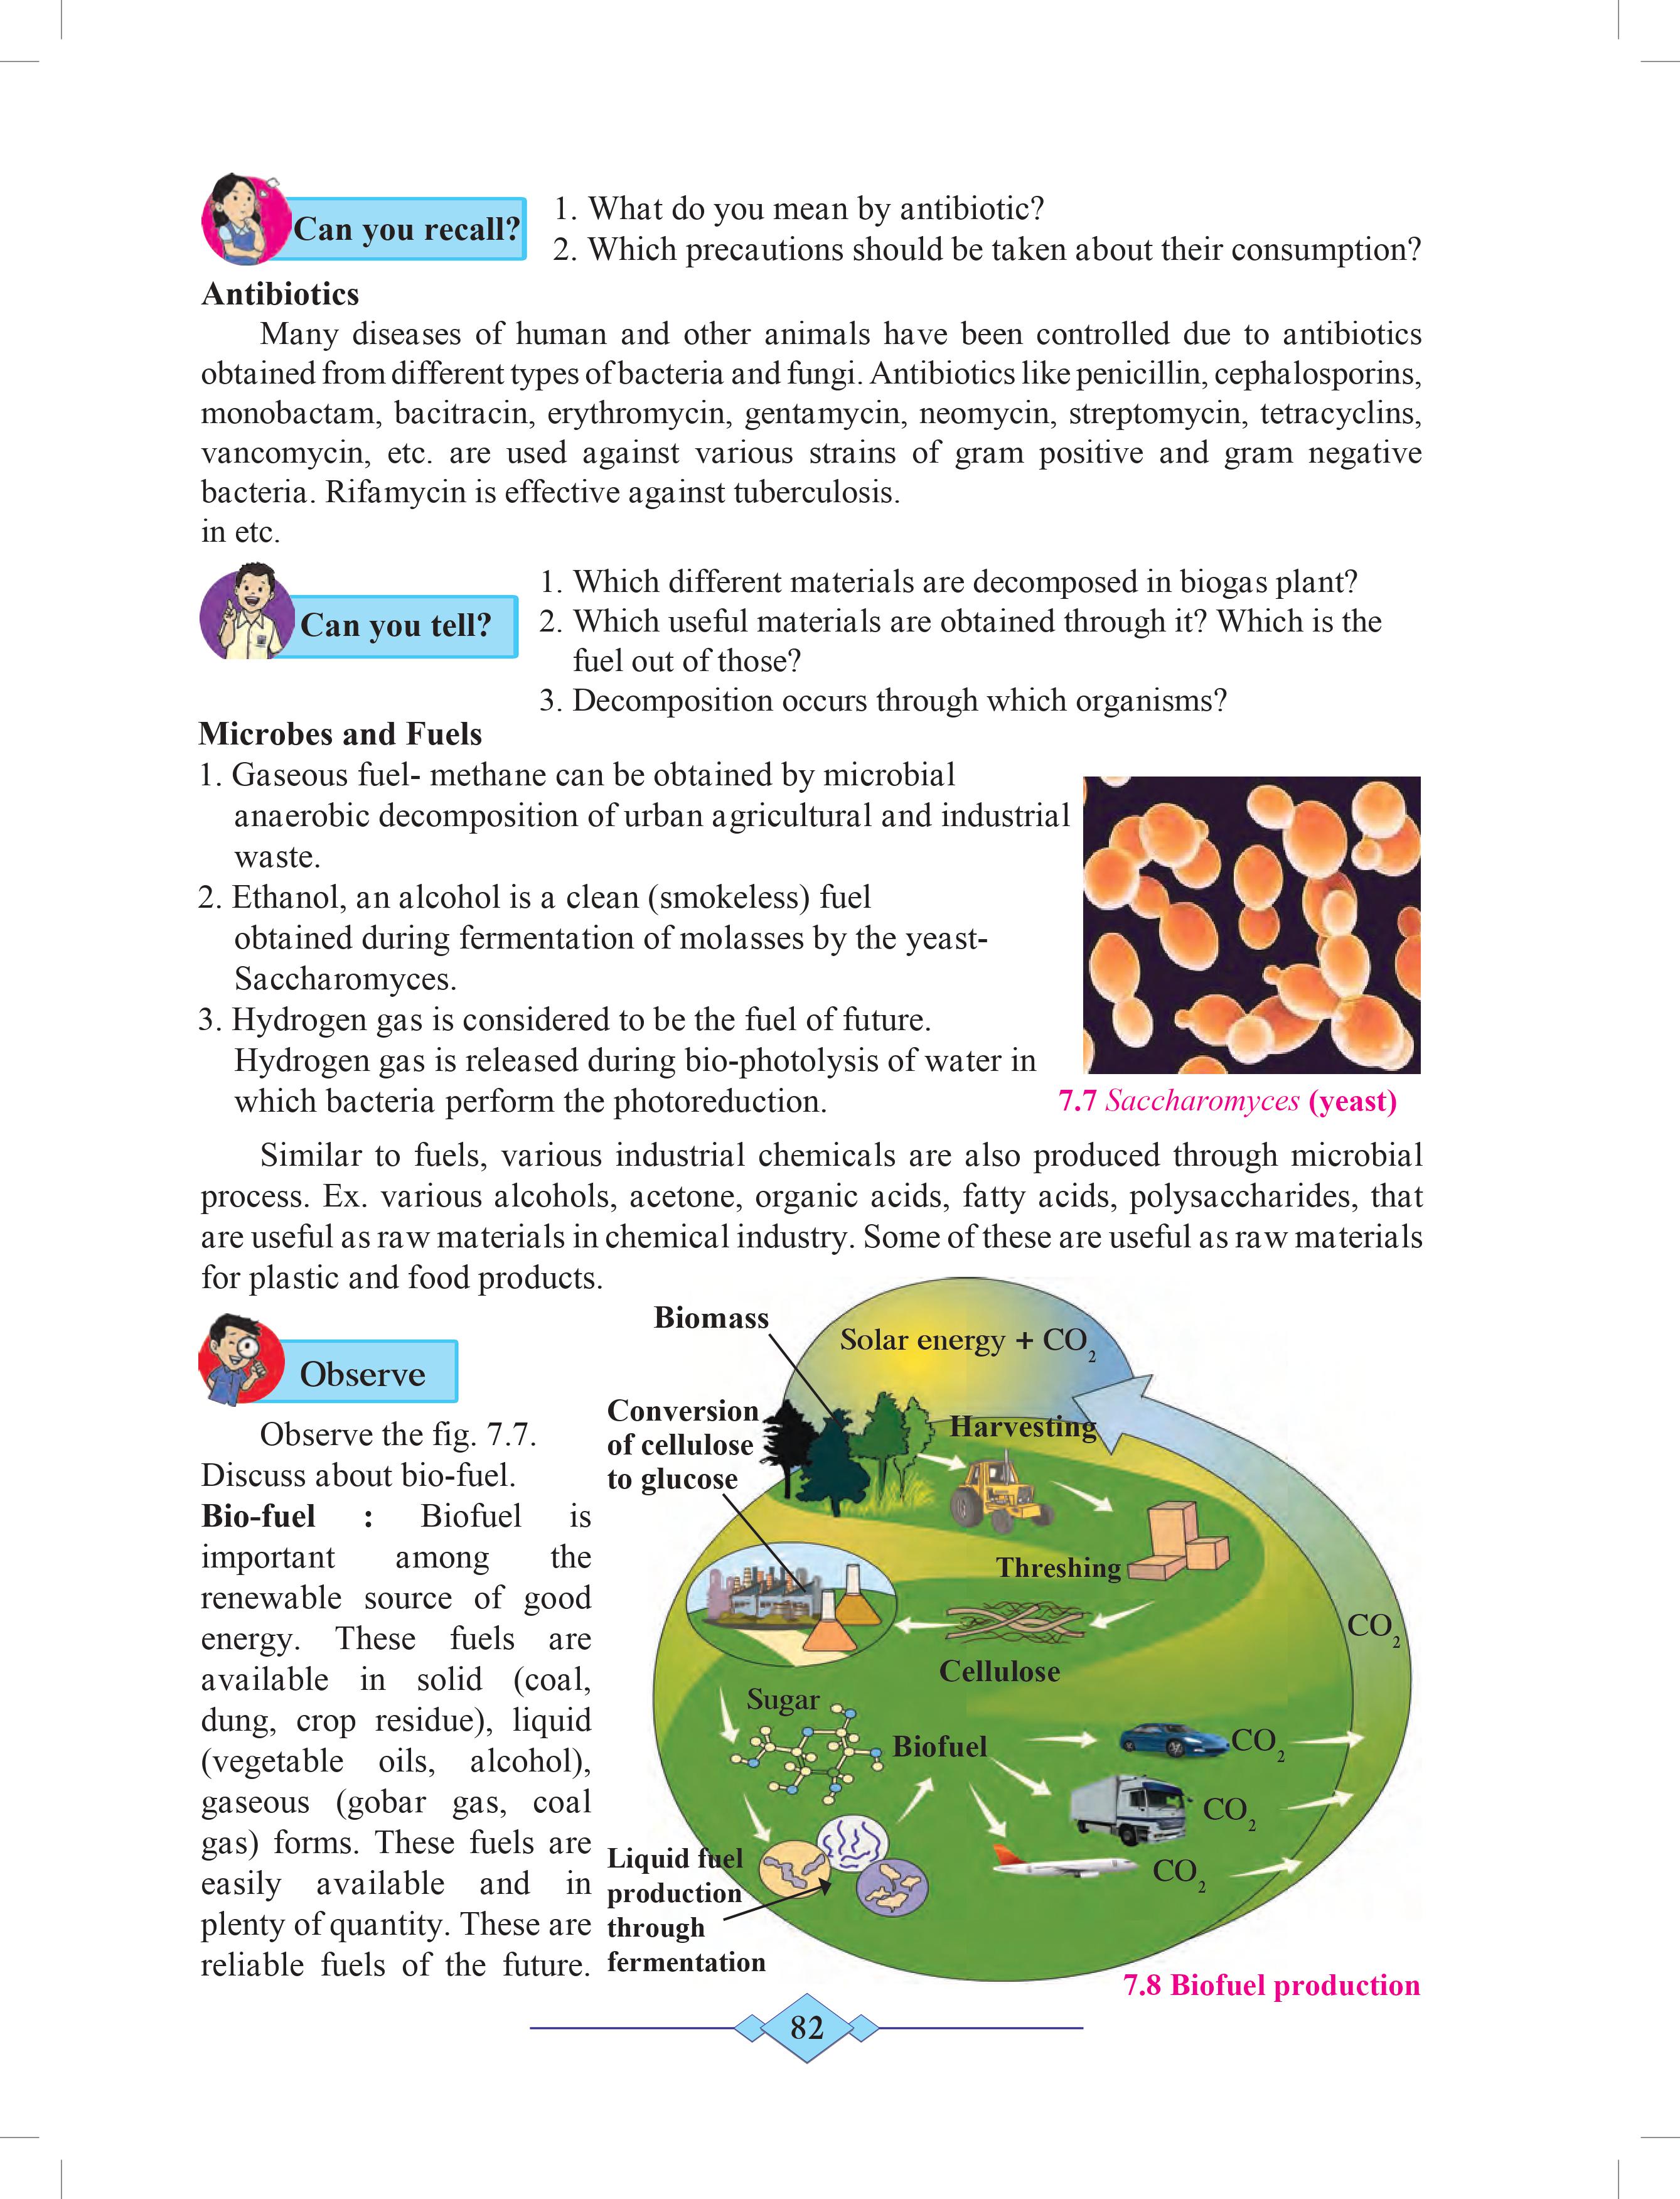 Can you recall?
1. What do you mean by antibiotic?
2. Which precautions should be taken about their consumption?
Antibiotics
Many diseases of human and other animals have been controlled due to antibiotics
obtained from different types of bacteria and fungi. Antibiotics like penicillin, cephalosporins,
monobactam, bacitracin, erythromycin, gentamycin, neomycin, streptomycin, tetracyclins,
vancomycin, etc. are used against various strains of gram positive and gram negative
bacteria. Rifamycin is effective against tuberculosis.
in etc.
Can you tell?
1. Which different materials are decomposed in biogas plant?
2. Which useful materials are obtained through it? Which is the
fuel out of those?
3. Decomposition occurs through which organisms?
Microbes and Fuels
1. Gaseous fuel- methane can be obtained by microbial
anaerobic decomposition of urban agricultural and industrial
waste.
2. Ethanol, an alcohol is a clean (smokeless) fuel
obtained during fermentation of molasses by the yeast-
Saccharomyces.
3. Hydrogen gas is considered to be the fuel of future.
Hydrogen gas is released during bio-photolysis of water in
which bacteria perform the photoreduction.
7.7 Saccharomyces (yeast)
Similar to fuels, various industrial chemicals are also produced through microbial
process. Ex. various alcohols, acetone, organic acids, fatty acids, polysaccharides, that
are useful as raw materials in chemical industry. Some of these are useful as raw materials
for plastic and food products.
Observe
Observe the fig. 7.7.
Discuss about bio-fuel.
Bio-fuel : Biofuel is
important among the
renewable source of good
energy. These fuels are
available in solid (coal,
dung, crop residue), liquid
(vegetable oils, alcohol),
gaseous (gobar gas, coal
gas) forms. These fuels are
easily available and in
plenty of quantity. These are
reliable fuels of the future.
Biomass
Solar energy + CO₂
Conversion
of cellulose
to glucose
Harvesting
Threshing
CO₂
Cellulose
Sugar
Biofuel
CO₂
CO₂
CO₂
Liquid fuel
production
through
fermentation
7.8 Biofuel production
82